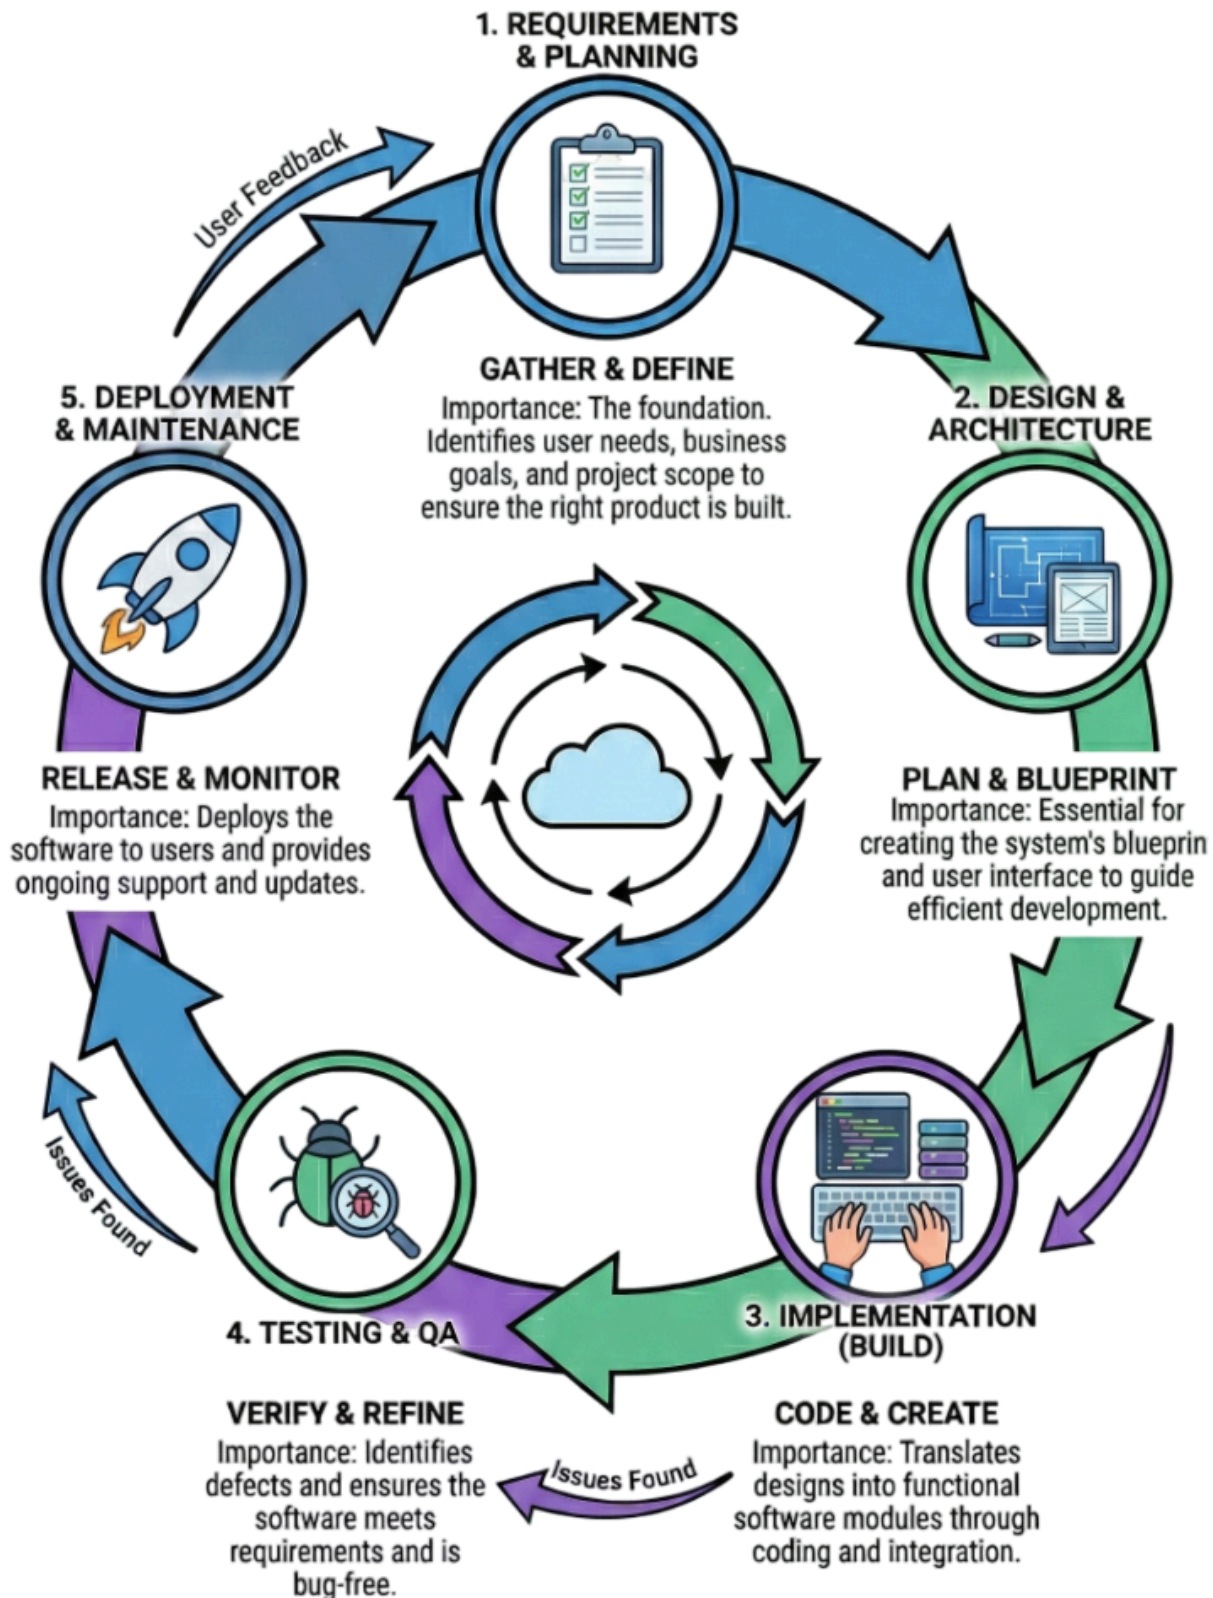 1. REQUIREMENTS
& PLANNING
User Feedback
GATHER & DEFINE
Importance: The foundation.
Identifies user needs, business
goals, and project scope to
ensure the right product is built.
5. DEPLOYMENT
& MAINTENANCE
2. DESIGN &
ARCHITECTURE
RELEASE & MONITOR
Importance: Deploys the
software to users and provides
ongoing support and updates.
PLAN & BLUEPRINT
Importance: Essential for
creating the system's blueprin
and user interface to guide
efficient development.
Issues Found
4. TESTING & QA
3. IMPLEMENTATION
(BUILD)
VERIFY & REFINE
Importance: Identifies
defects and ensures the
software meets
requirements and is
bug-free.
Issues Found
CODE & CREATE
Importance: Translates
designs into functional
software modules through
coding and integration.